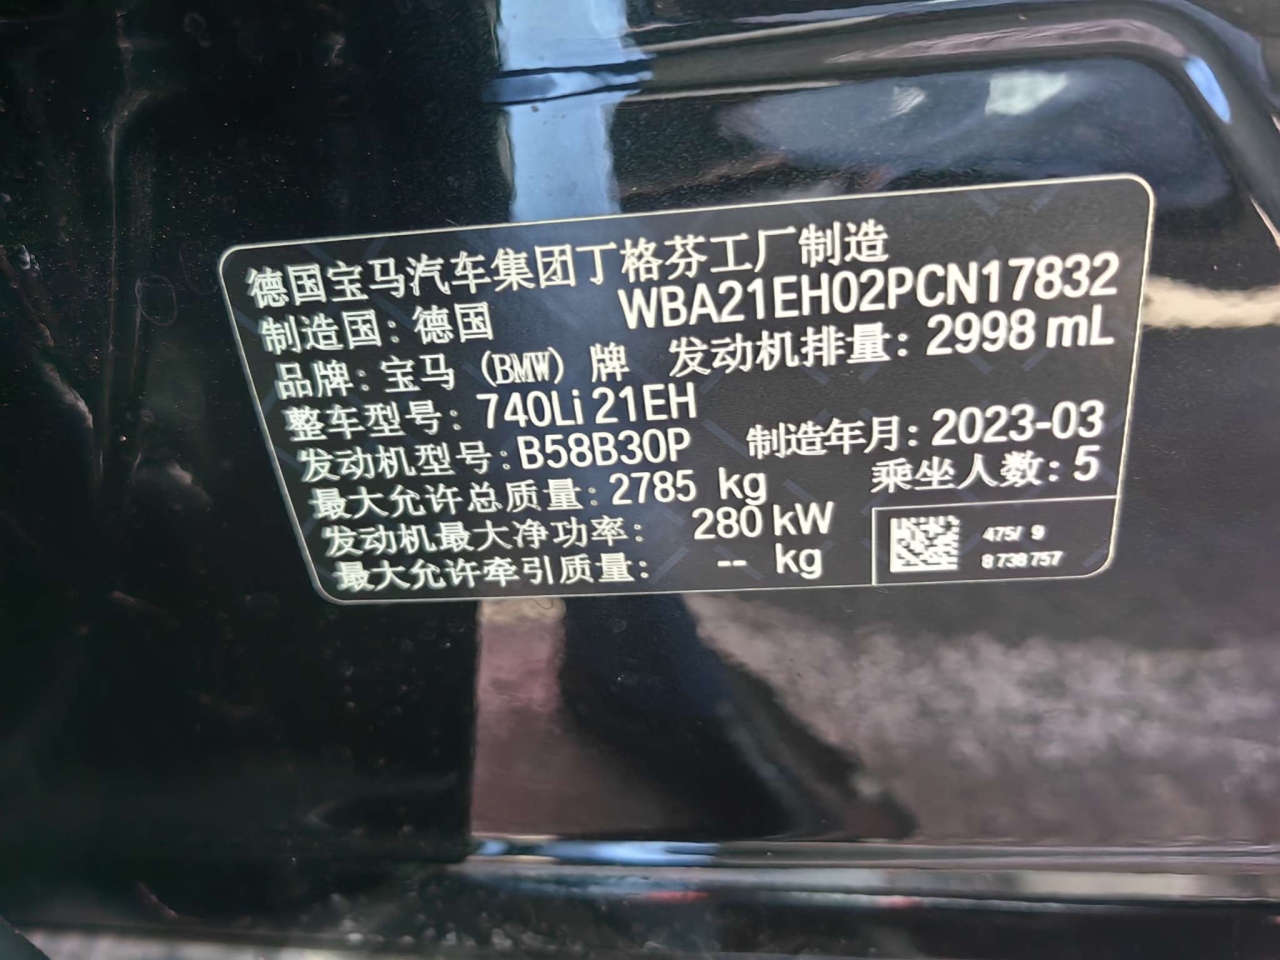 德国宝马汽车集团丁格芬工厂制造
制造国：德国 WBA21EH02PCN17832
品牌：宝马（BMW）牌 发动机排量：2998 mL
整车型号：740Li 21EH
发动机型号：B58B30P 制造年月：2023-03
最大允许总质量：2785 kg 乘坐人数：5
发动机最大净功率： 280 kW
最大允许牵引质量： -- kg
475/ 9
8738757